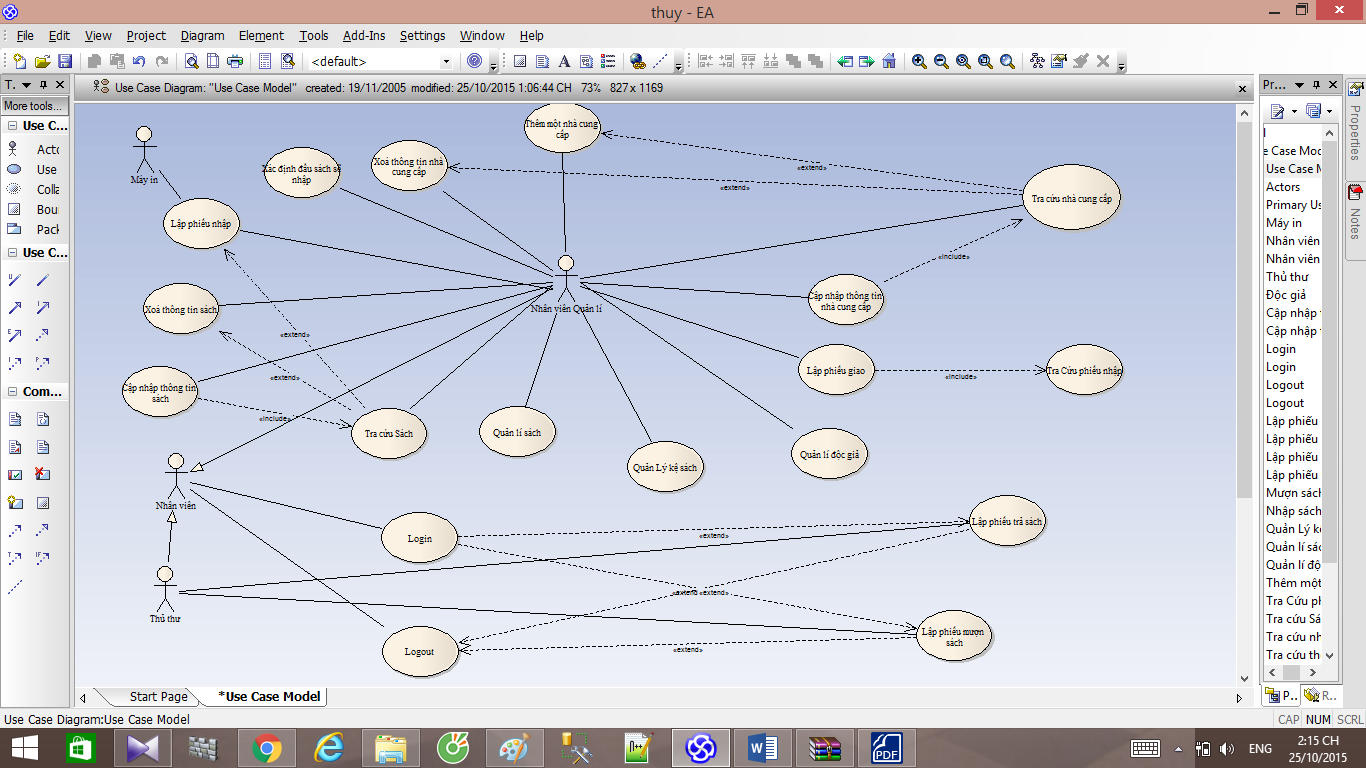 thuy - EA
File Edit View Project Diagram Element Tools Add-Ins Settings Window Help
<default>
T...
Use Case Diagram: "Use Case Model" created: 19/11/2005 modified: 25/10/2015 1:06:44 CH 73% 827 x 1169
Pr...
More tools...
Use C...
Acto
Use
Colla
Bou
Pack
Use C...
Com...
Máy in
Lập phiếu nhập
Xác định đầu sách sẽ
nhập
Xoá thông tin nhà
cung cấp
Thêm một nhà cung
cấp
«extend»
«extend»
Tra cứu nhà cung cấp
«include»
Nhân viên Quản lí
Cập nhập thông tin
nhà cung cấp
Xoá thông tin sách
«extend»
«extend»
Lập phiếu giao
«include»
Tra Cứu phiếu nhập
Cập nhập thông tin
sách
«include»
Tra cứu Sách
Quản lí sách
Quản Lý kệ sách
Quản lí độc giả
Nhân viên
Login
«extend»
Lập phiếu trả sách
Thủ thư
«extend»
«extend»
Logout
«extend»
Lập phiếu mượn
sách
e Case Mod
Use Case M
Actors
Primary Us
Máy in
Nhân viên
Nhân viên
Thủ thư
Độc giả
Cập nhập t
Cập nhập t
Login
Login
Logout
Logout
Lập phiếu
Lập phiếu
Lập phiếu
Lập phiếu
Mượn sách
Nhập sách
Quản Lý kệ
Quản lí sác
Quản lí độ
Thêm một
Tra Cứu ph
Tra cứu Sá
Tra cứu nh
Tra cứu th
P...
R...
Properties
Notes
Start Page
*Use Case Model
Use Case Diagram:Use Case Model
CAP NUM SCRL
n++
W
PDF
ENG
2:15 CH
25/10/2015